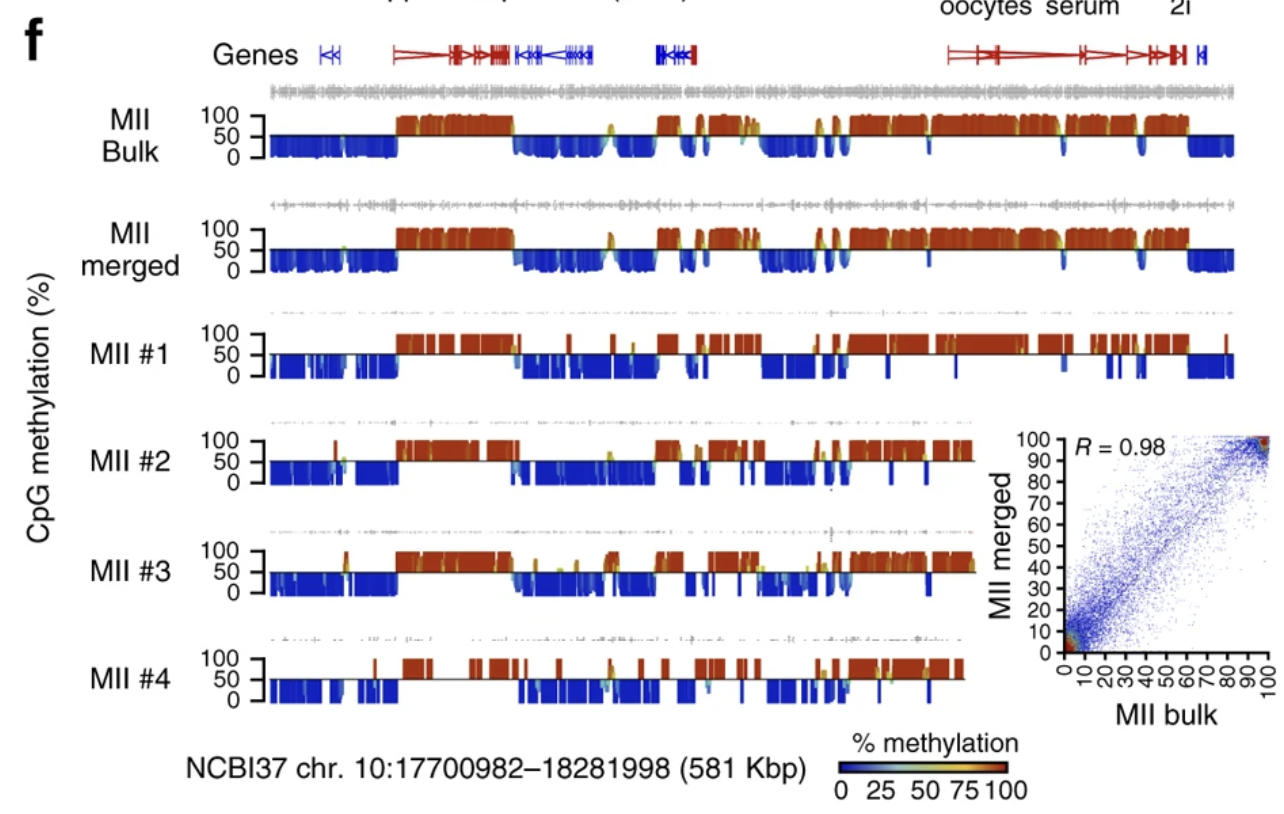 oocytes serum 2i
f
Genes
MII
Bulk
100
50
0
MII
merged
100
50
0
CpG methylation (%)
MII #1
100
50
0
MII #2
100
50
0
MII #3
100
50
0
MII #4
100
50
0
R = 0.98
MII merged
100
90
80
70
60
50
40
30
20
10
0
0 10 20 30 40 50 60 70 80 90 100
MII bulk
NCBI37 chr. 10:17700982–18281998 (581 Kbp)
% methylation
0 25 50 75 100